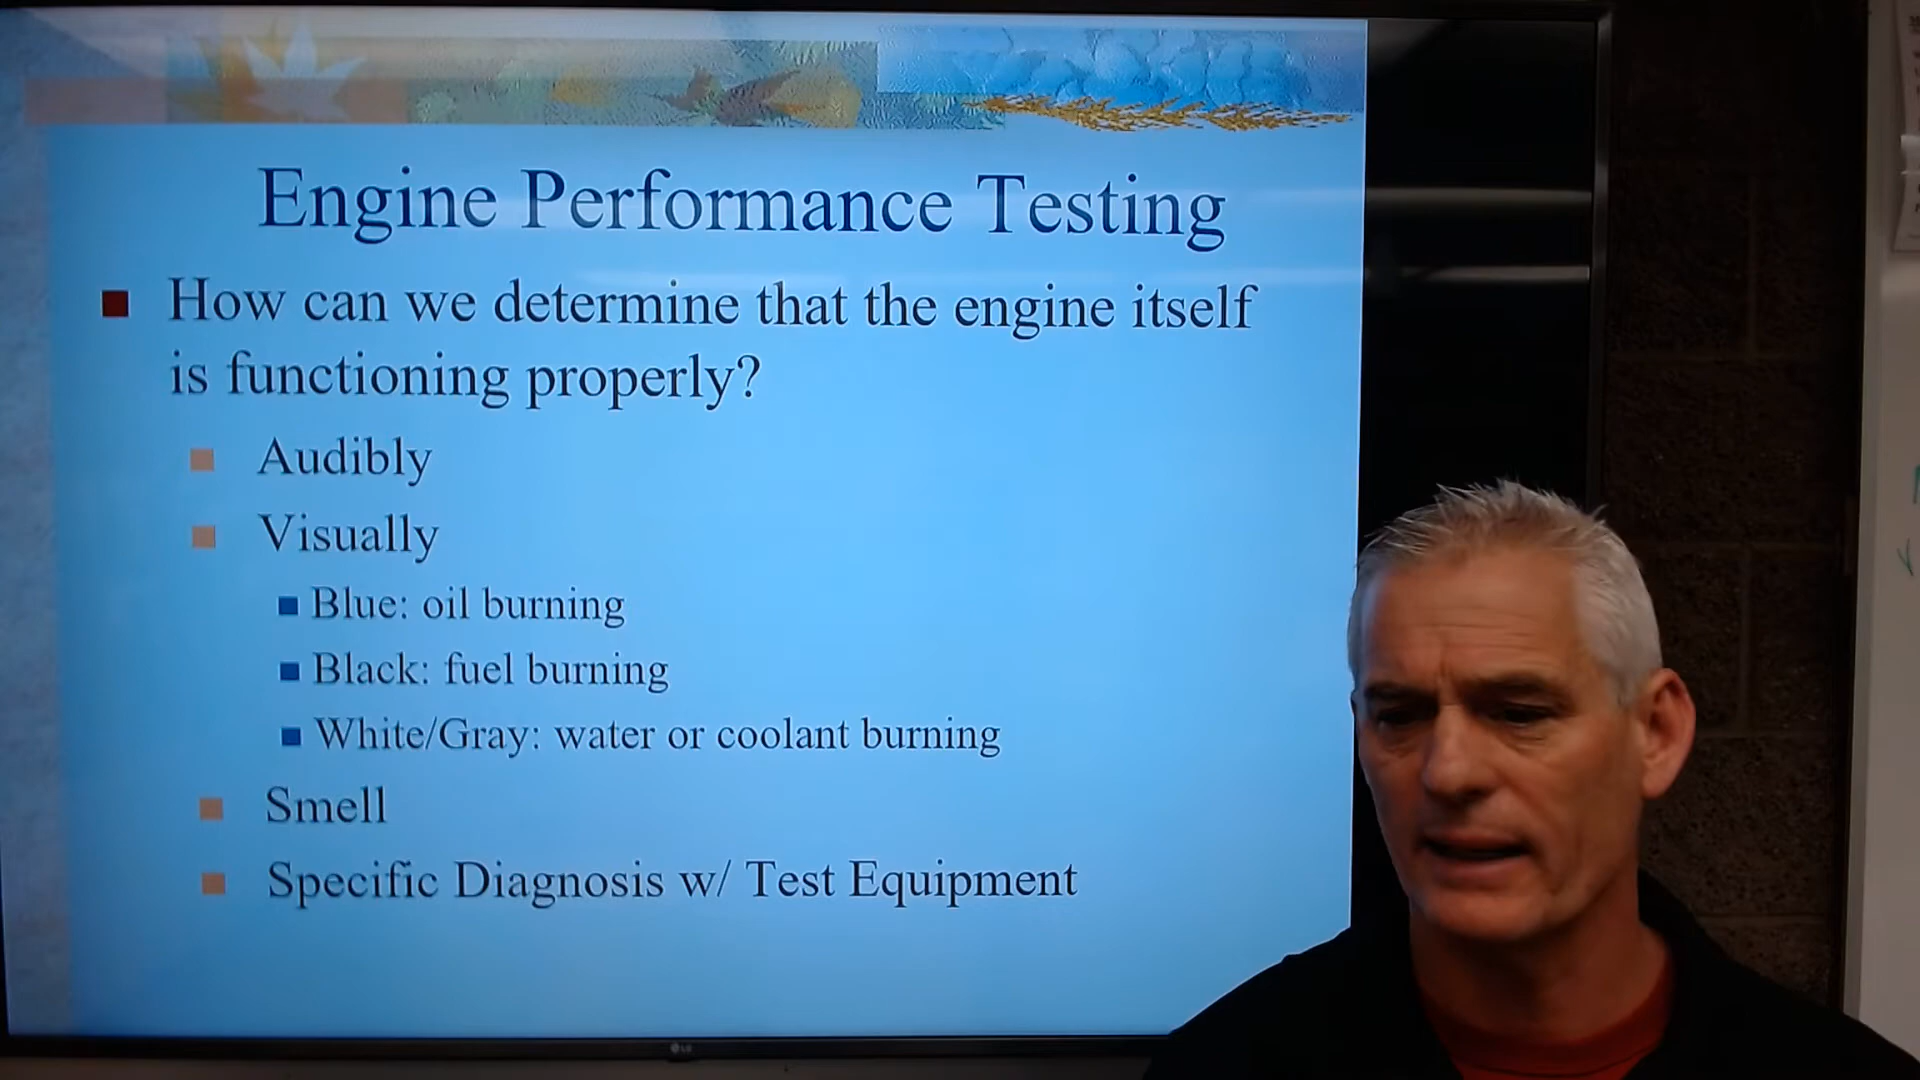 Engine Performance Testing
How can we determine that the engine itself
is functioning properly?
Audibly
Visually
Blue: oil burning
Black: fuel burning
White/Gray: water or coolant burning
Smell
Specific Diagnosis w/ Test Equipment
LG